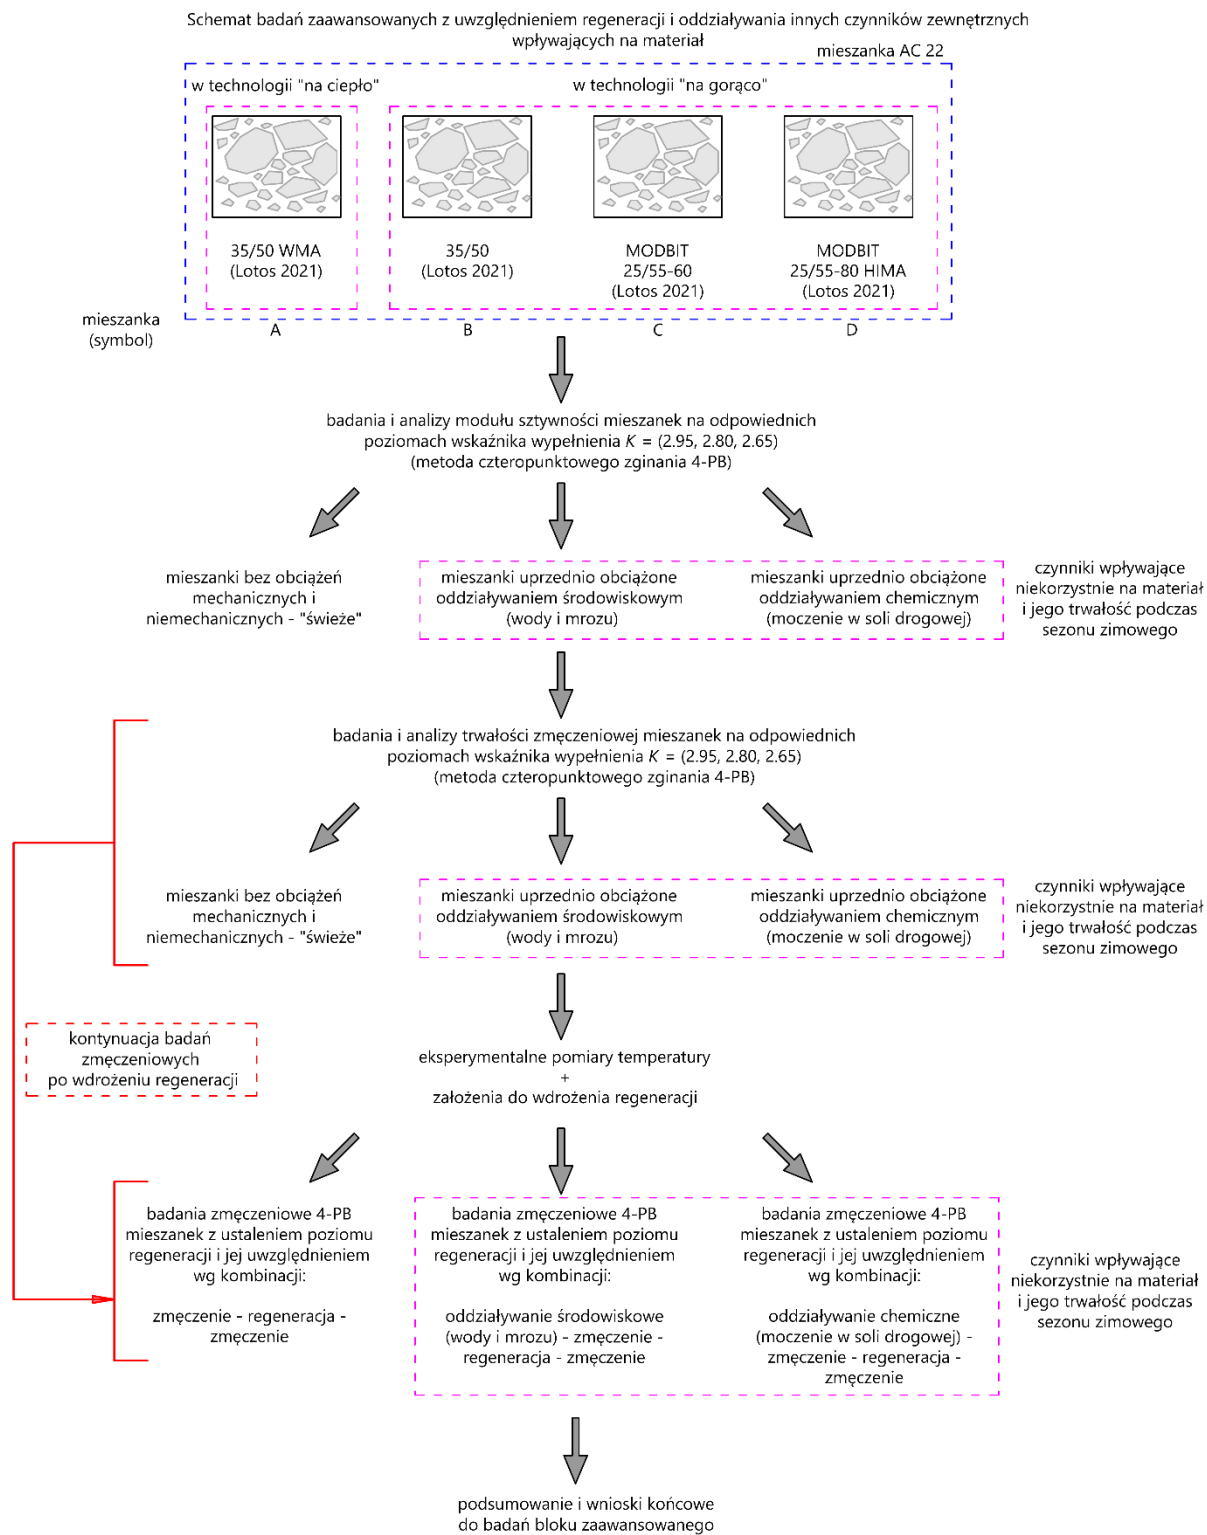 Schemat badań zaawansowanych z uwzględnieniem regeneracji i oddziaływania innych czynników zewnętrznych
wpływających na materiał
mieszanka AC 22
w technologii "na ciepło"
w technologii "na gorąco"
35/50 WMA
(Lotos 2021)
35/50
(Lotos 2021)
MODBIT
25/55-60
(Lotos 2021)
MODBIT
25/55-80 HIMA
(Lotos 2021)
mieszanka
(symbol)
A
B
C
D
badania i analizy modułu sztywności mieszanek na odpowiednich
poziomach wskaźnika wypełnienia K = (2.95, 2.80, 2.65)
(metoda czteropunktowego zginania 4-PB)
mieszanki bez obciążeń
mechanicznych i
niemechanicznych - "świeże"
mieszanki uprzednio obciążone
oddziaływaniem środowiskowym
(wody i mrozu)
mieszanki uprzednio obciążone
oddziaływaniem chemicznym
(moczenie w soli drogowej)
czynniki wpływające
niekorzystnie na materiał
i jego trwałość podczas
sezonu zimowego
badania i analizy trwałości zmęczeniowej mieszanek na odpowiednich
poziomach wskaźnika wypełnienia K = (2.95, 2.80, 2.65)
(metoda czteropunktowego zginania 4-PB)
mieszanki bez obciążeń
mechanicznych i
niemechanicznych - "świeże"
mieszanki uprzednio obciążone
oddziaływaniem środowiskowym
(wody i mrozu)
mieszanki uprzednio obciążone
oddziaływaniem chemicznym
(moczenie w soli drogowej)
czynniki wpływające
niekorzystnie na materiał
i jego trwałość podczas
sezonu zimowego
kontynuacja badań
zmęczeniowych
po wdrożeniu regeneracji
eksperymentalne pomiary temperatury
+
założenia do wdrożenia regeneracji
badania zmęczeniowe 4-PB
mieszanek z ustaleniem poziomu
regeneracji i jej uwzględnieniem
wg kombinacji:
zmęczenie - regeneracja -
zmęczenie
badania zmęczeniowe 4-PB
mieszanek z ustaleniem poziomu
regeneracji i jej uwzględnieniem
wg kombinacji:
oddziaływanie środowiskowe
(wody i mrozu) - zmęczenie -
regeneracja - zmęczenie
badania zmęczeniowe 4-PB
mieszanek z ustaleniem poziomu
regeneracji i jej uwzględnieniem
wg kombinacji:
oddziaływanie chemiczne
(moczenie w soli drogowej) -
zmęczenie - regeneracja -
zmęczenie
czynniki wpływające
niekorzystnie na materiał
i jego trwałość podczas
sezonu zimowego
podsumowanie i wnioski końcowe
do badań bloku zaawansowanego